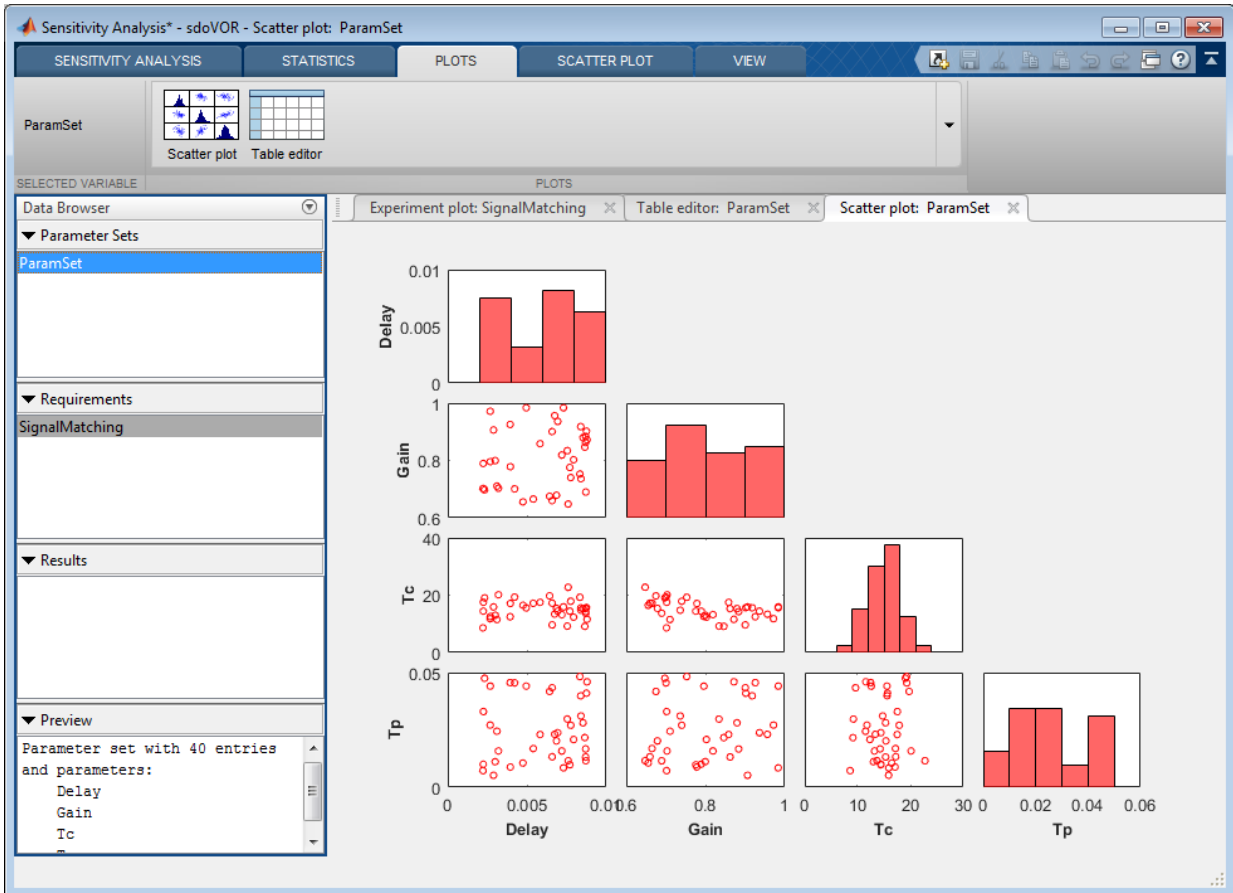 Sensitivity Analysis* - sdoVOR - Scatter plot: ParamSet
SENSITIVITY ANALYSIS STATISTICS PLOTS SCATTER PLOT VIEW
ParamSet
Scatter plot Table editor
SELECTED VARIABLE PLOTS
Data Browser
Experiment plot: SignalMatching Table editor: ParamSet Scatter plot: ParamSet
Parameter Sets
ParamSet
Requirements
SignalMatching
Results
Preview
Parameter set with 40 entries
and parameters:
Delay
Gain
Tc
0.01
0.005
0
Delay
1
0.8
0.6
Gain
40
20
0
Tc
0.05
0
Tp
0 0.005 0.01 0.6 0.8 1 0 10 20 30 0 0.02 0.04 0.06
Delay Gain Tc Tp